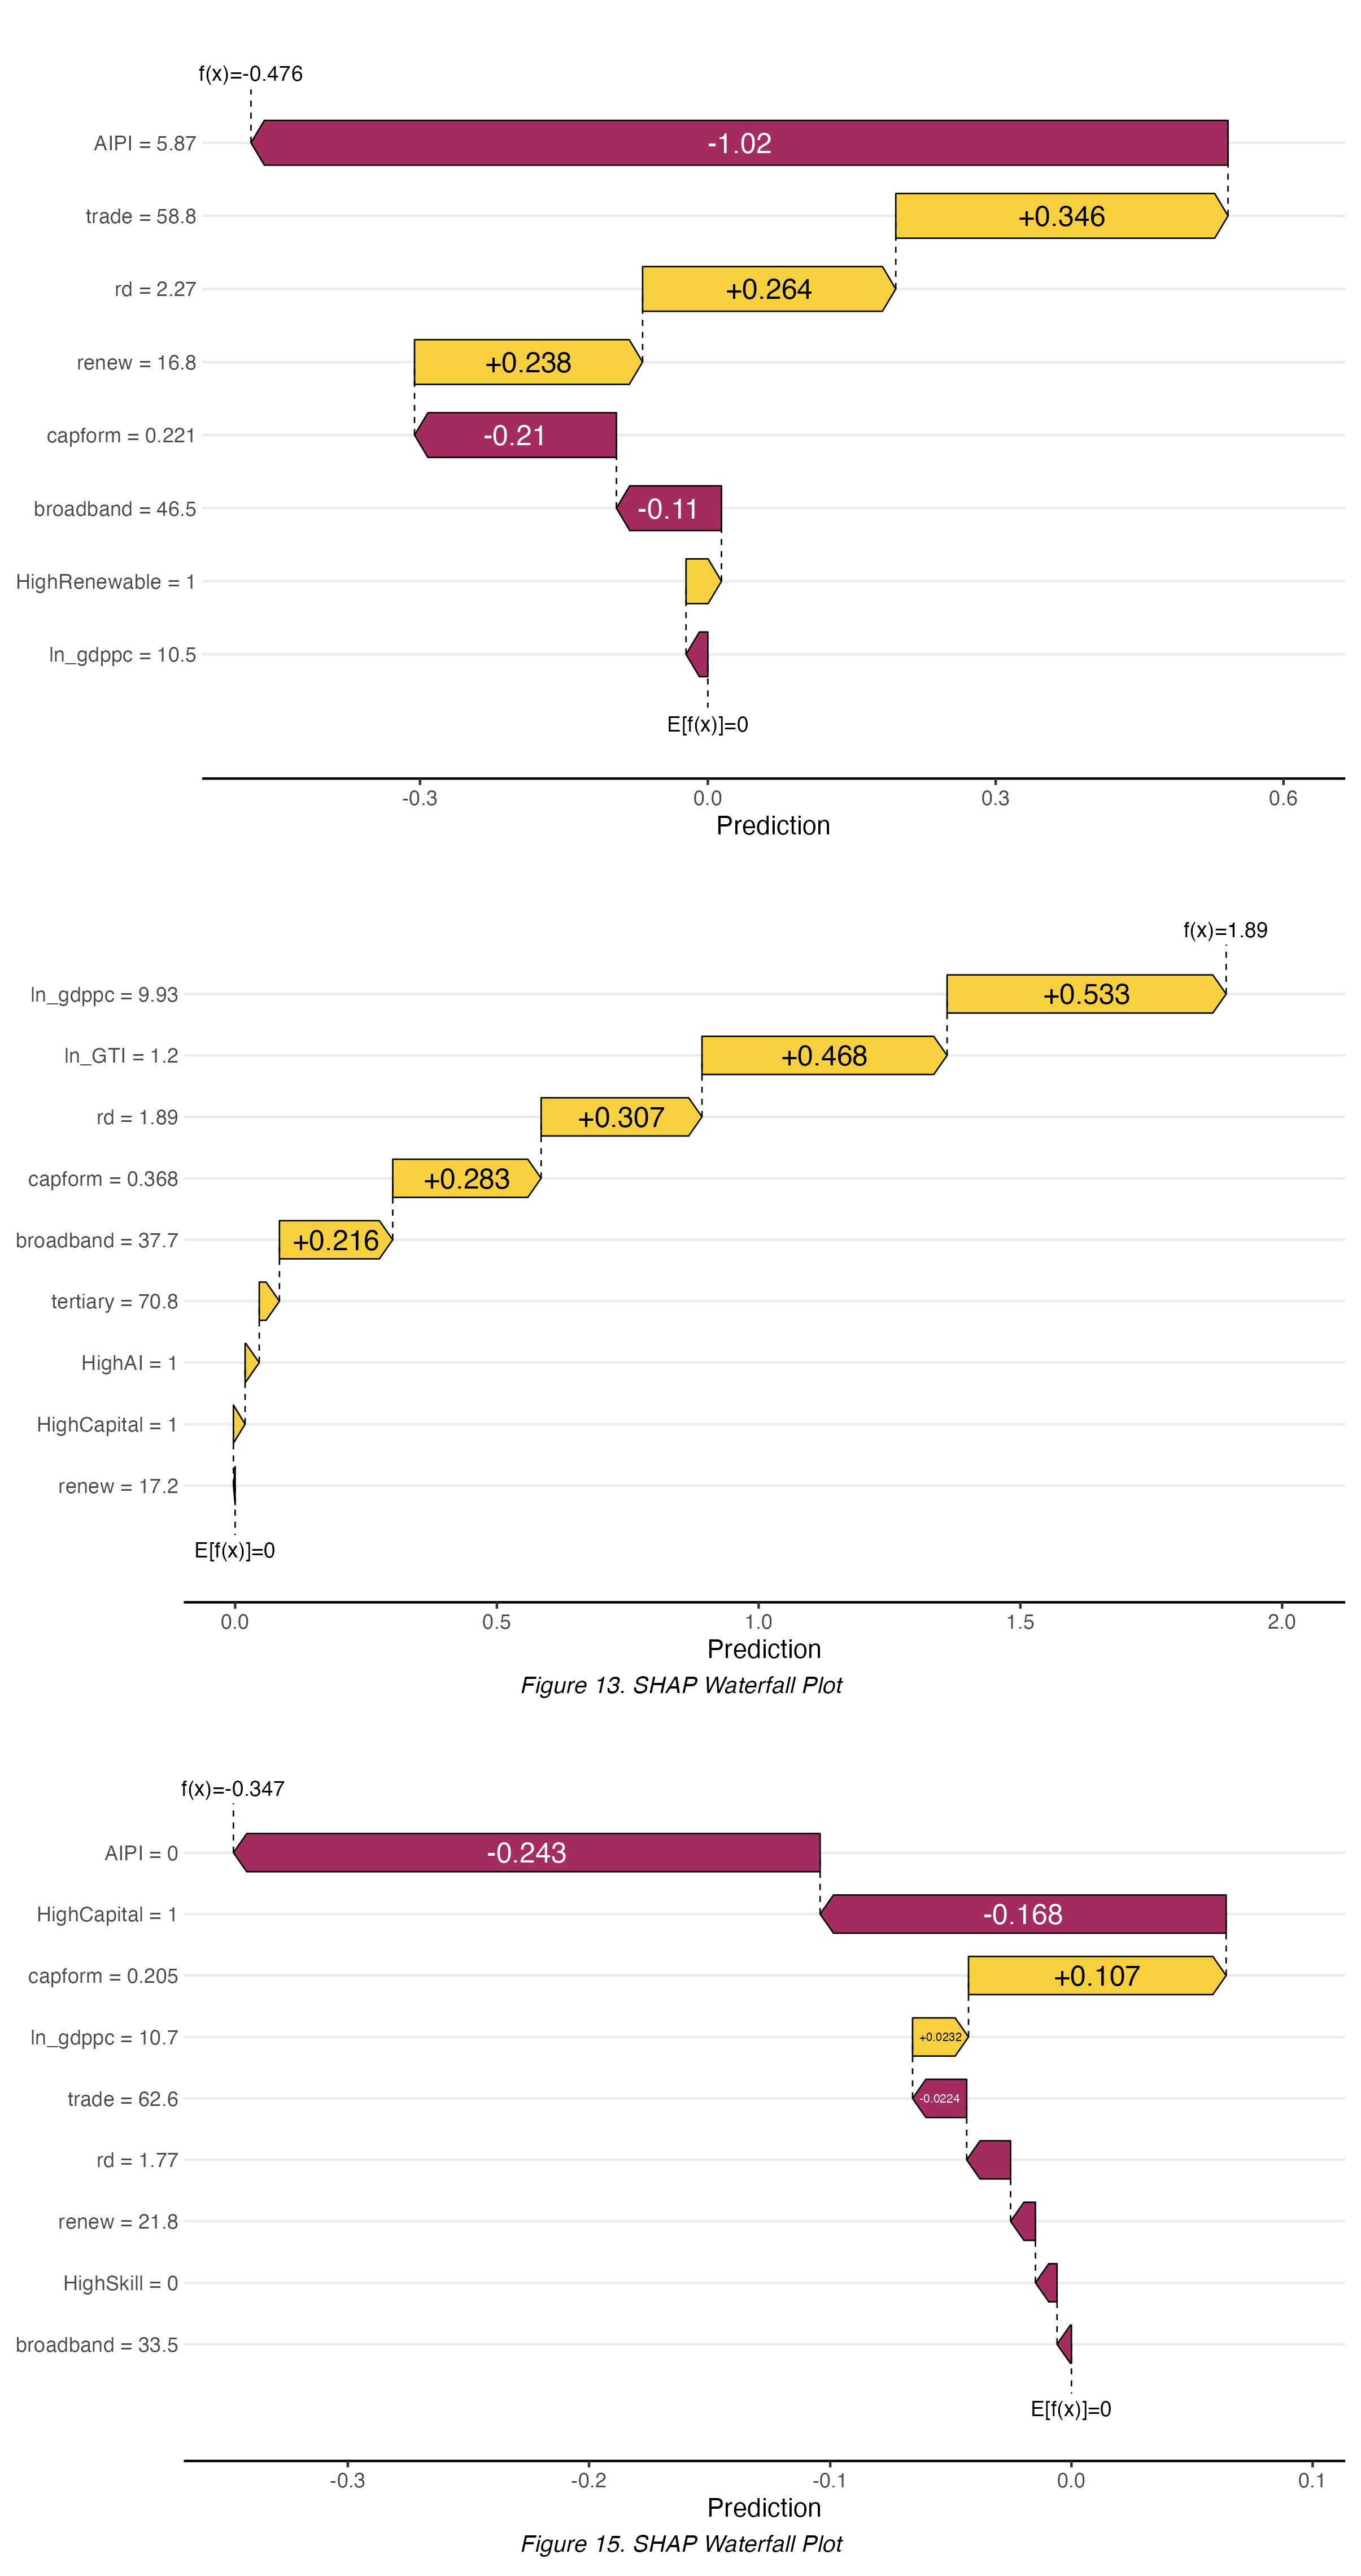 f(x)=-0.476
AIPI = 5.87
-1.02
trade = 58.8
+0.346
rd = 2.27
+0.264
renew = 16.8
+0.238
capform = 0.221
-0.21
broadband = 46.5
-0.11
HighRenewable = 1
ln_gdppc = 10.5
E[f(x)]=0
-0.3 0.0 0.3 0.6
Prediction
f(x)=1.89
ln_gdppc = 9.93
+0.533
ln_GTI = 1.2
+0.468
rd = 1.89
+0.307
capform = 0.368
+0.283
broadband = 37.7
+0.216
tertiary = 70.8
HighAI = 1
HighCapital = 1
renew = 17.2
E[f(x)]=0
0.0 0.5 1.0 1.5 2.0
Prediction
Figure 13. SHAP Waterfall Plot
f(x)=-0.347
AIPI = 0
-0.243
HighCapital = 1
-0.168
capform = 0.205
+0.107
ln_gdppc = 10.7
+0.0232
trade = 62.6
-0.0224
rd = 1.77
renew = 21.8
HighSkill = 0
broadband = 33.5
E[f(x)]=0
-0.3 -0.2 -0.1 0.0 0.1
Prediction
Figure 15. SHAP Waterfall Plot